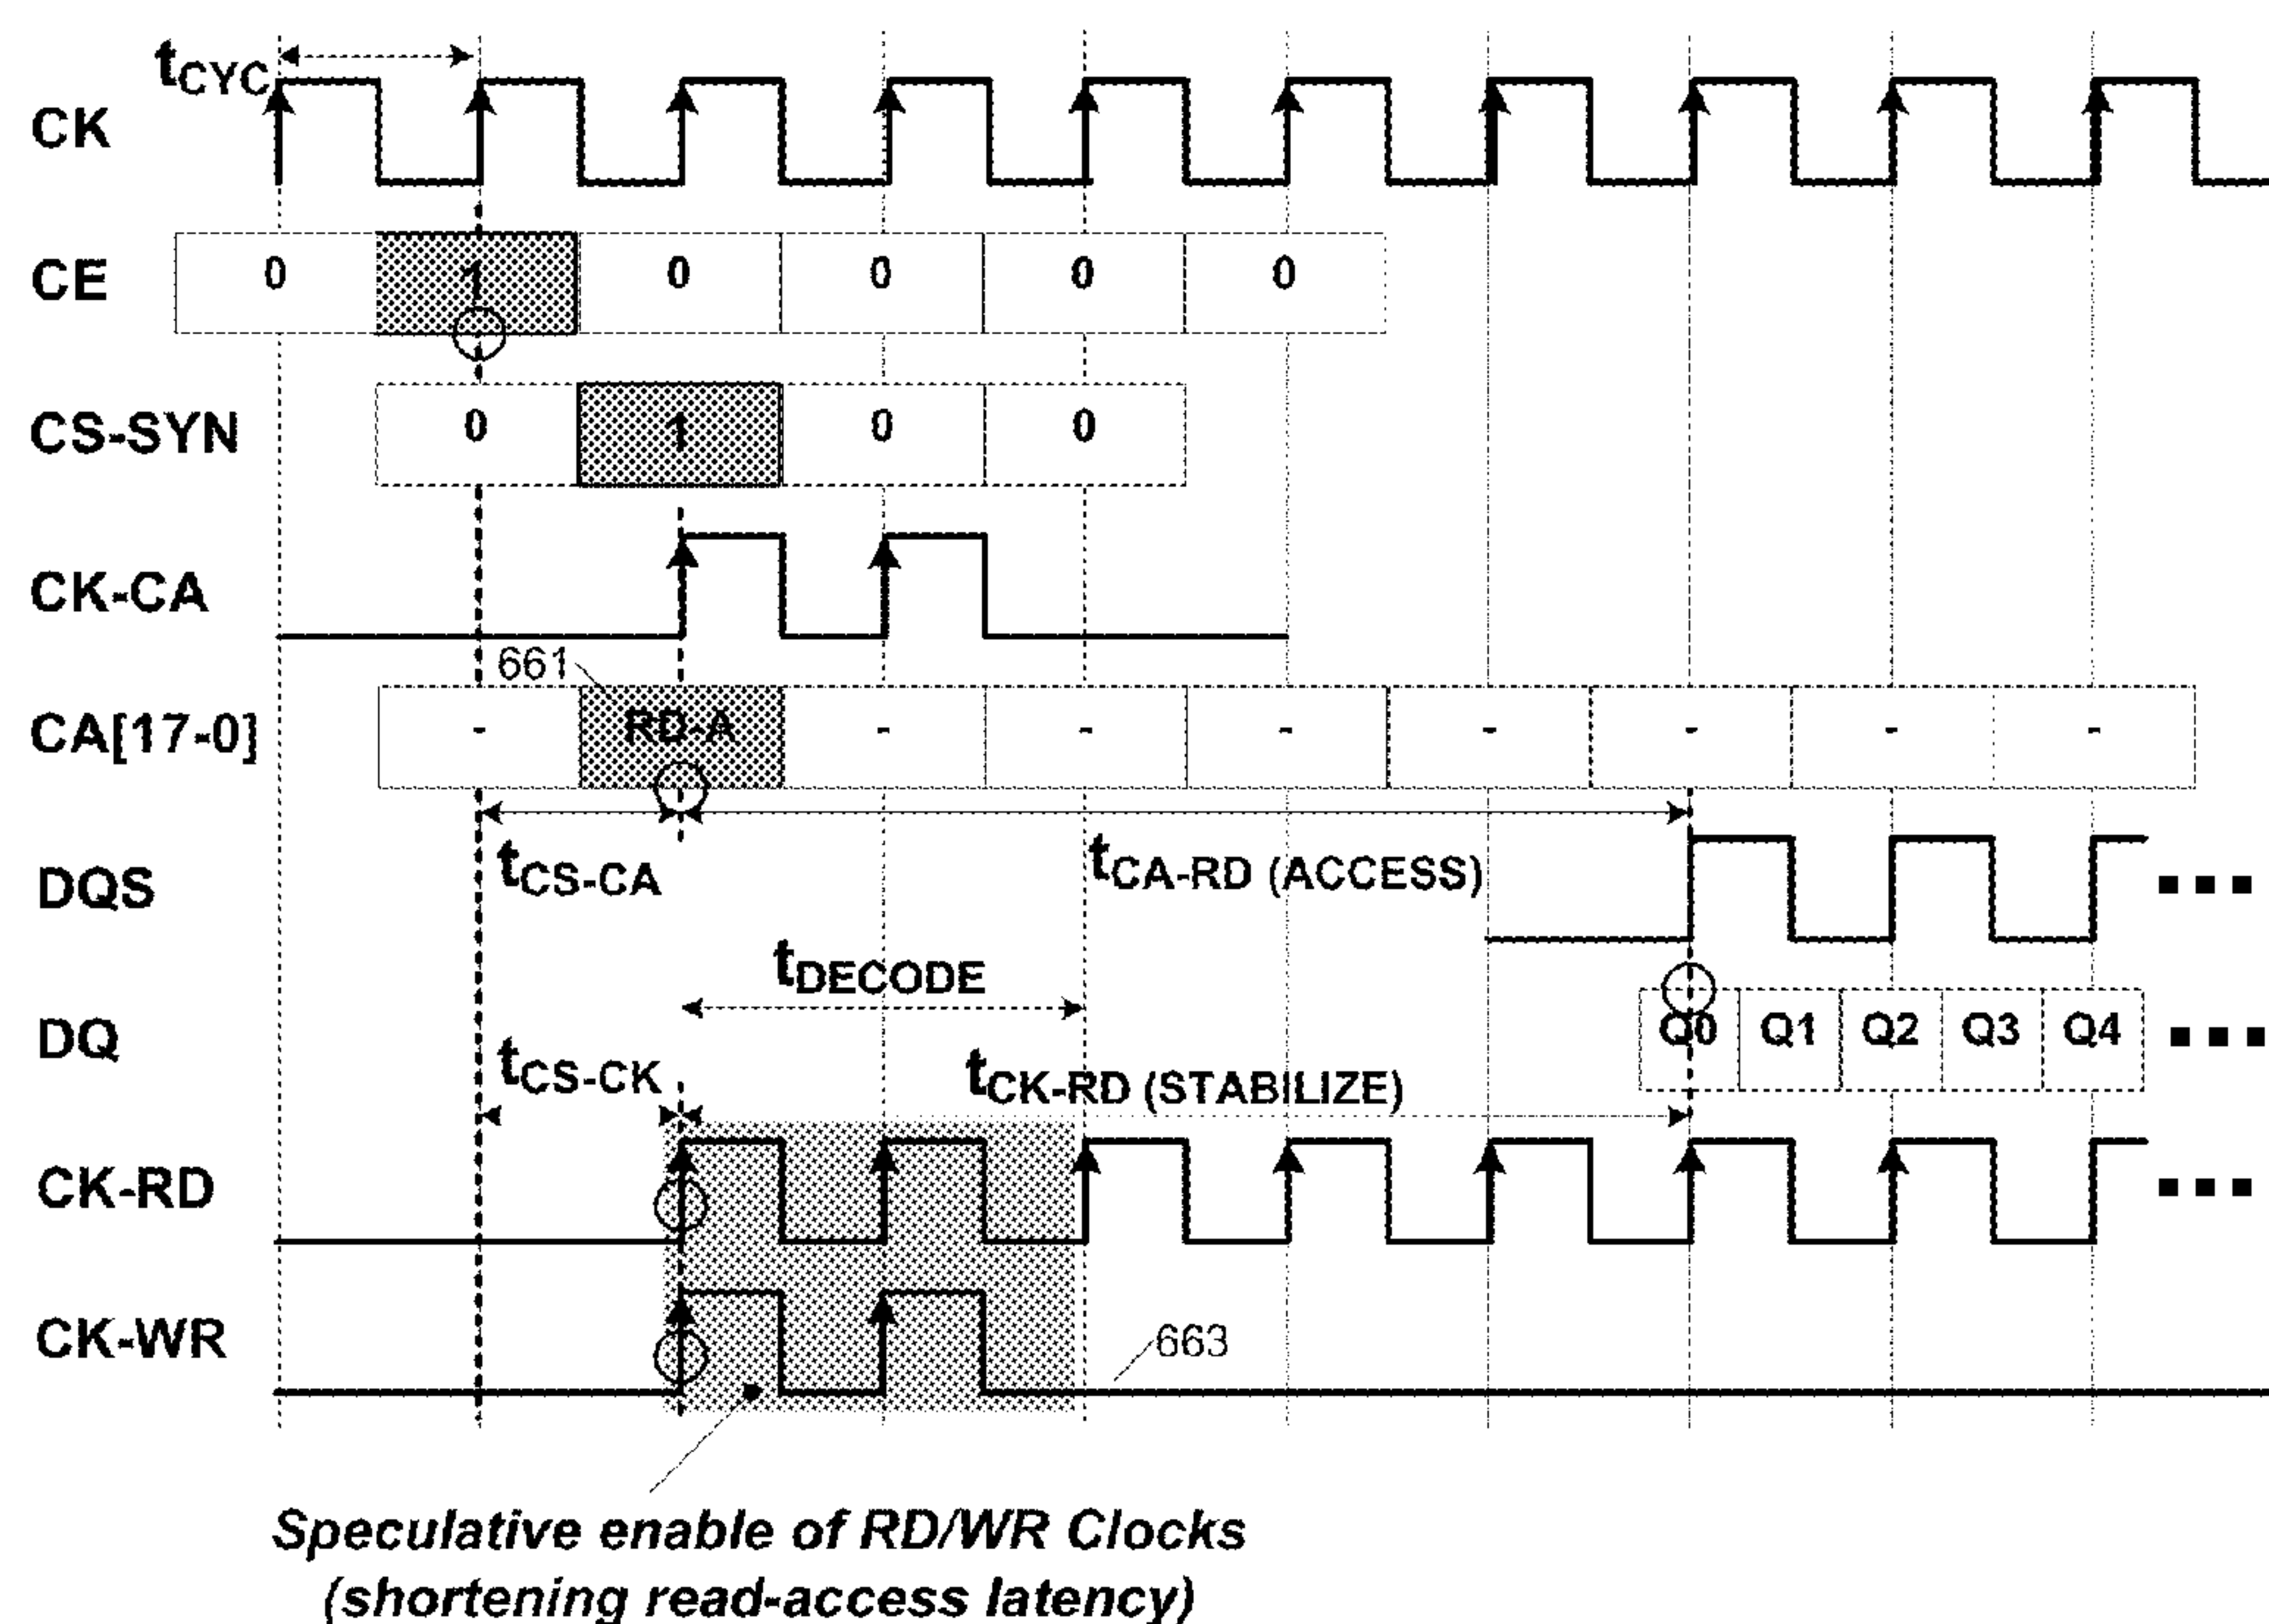 tCYC
CK
CE 0 1 0 0 0 0
CS-SYN 0 1 0 0
CK-CA
661
CA[17-0] - RD-A - - - - - - -
tCS-CA tCA-RD (ACCESS)
DQS
tDECODE
DQ Q0 Q1 Q2 Q3 Q4
tCS-CK tCK-RD (STABILIZE)
CK-RD
CK-WR 663
Speculative enable of RD/WR Clocks
(shortening read-access latency)